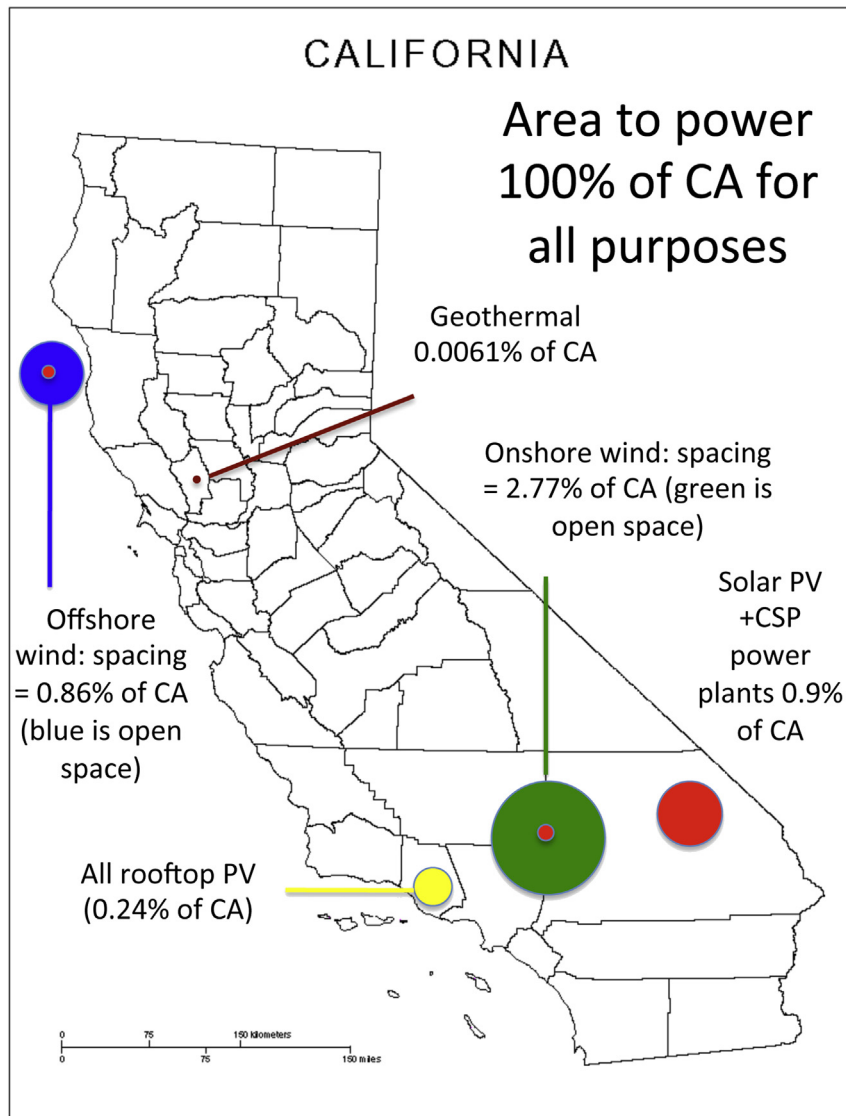 CALIFORNIA
Area to power
100% of CA for
all purposes
Geothermal
0.0061% of CA
Onshore wind: spacing
= 2.77% of CA (green is
open space)
Solar PV
+CSP
power
plants 0.9%
of CA
Offshore
wind: spacing
= 0.86% of CA
(blue is open
space)
All rooftop PV
(0.24% of CA)
0 75 150 kilometers
0 75 150 miles